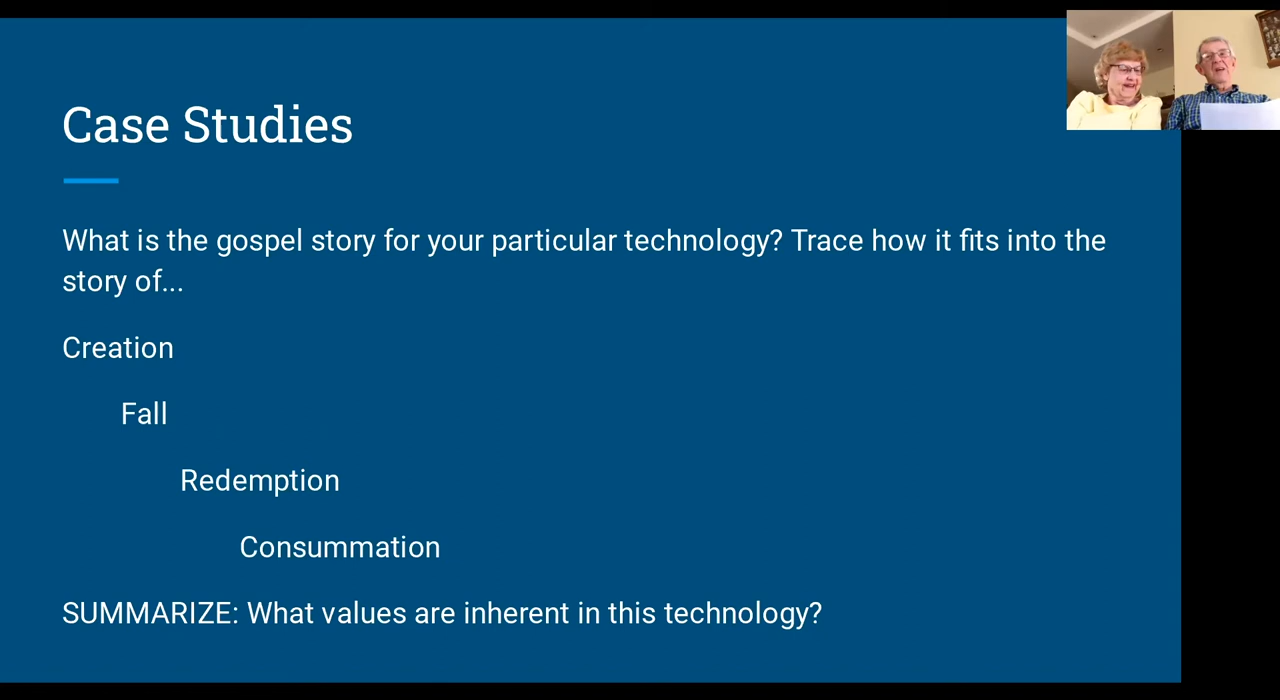 Case Studies
What is the gospel story for your particular technology? Trace how it fits into the
story of...
Creation
Fall
Redemption
Consummation
SUMMARIZE: What values are inherent in this technology?